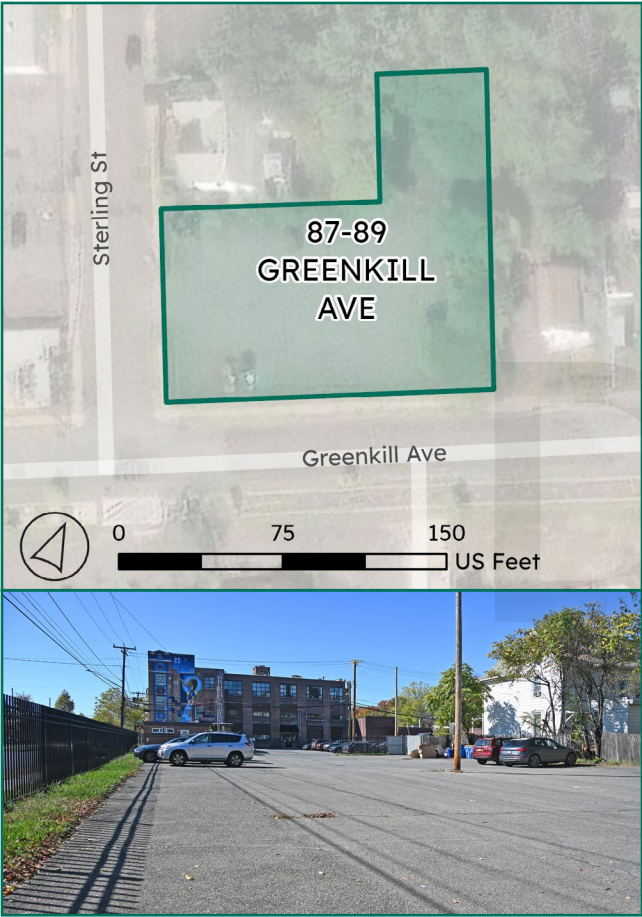 Sterling St
87-89
GREENKILL
AVE
Greenkill Ave
0 75 150
US Feet